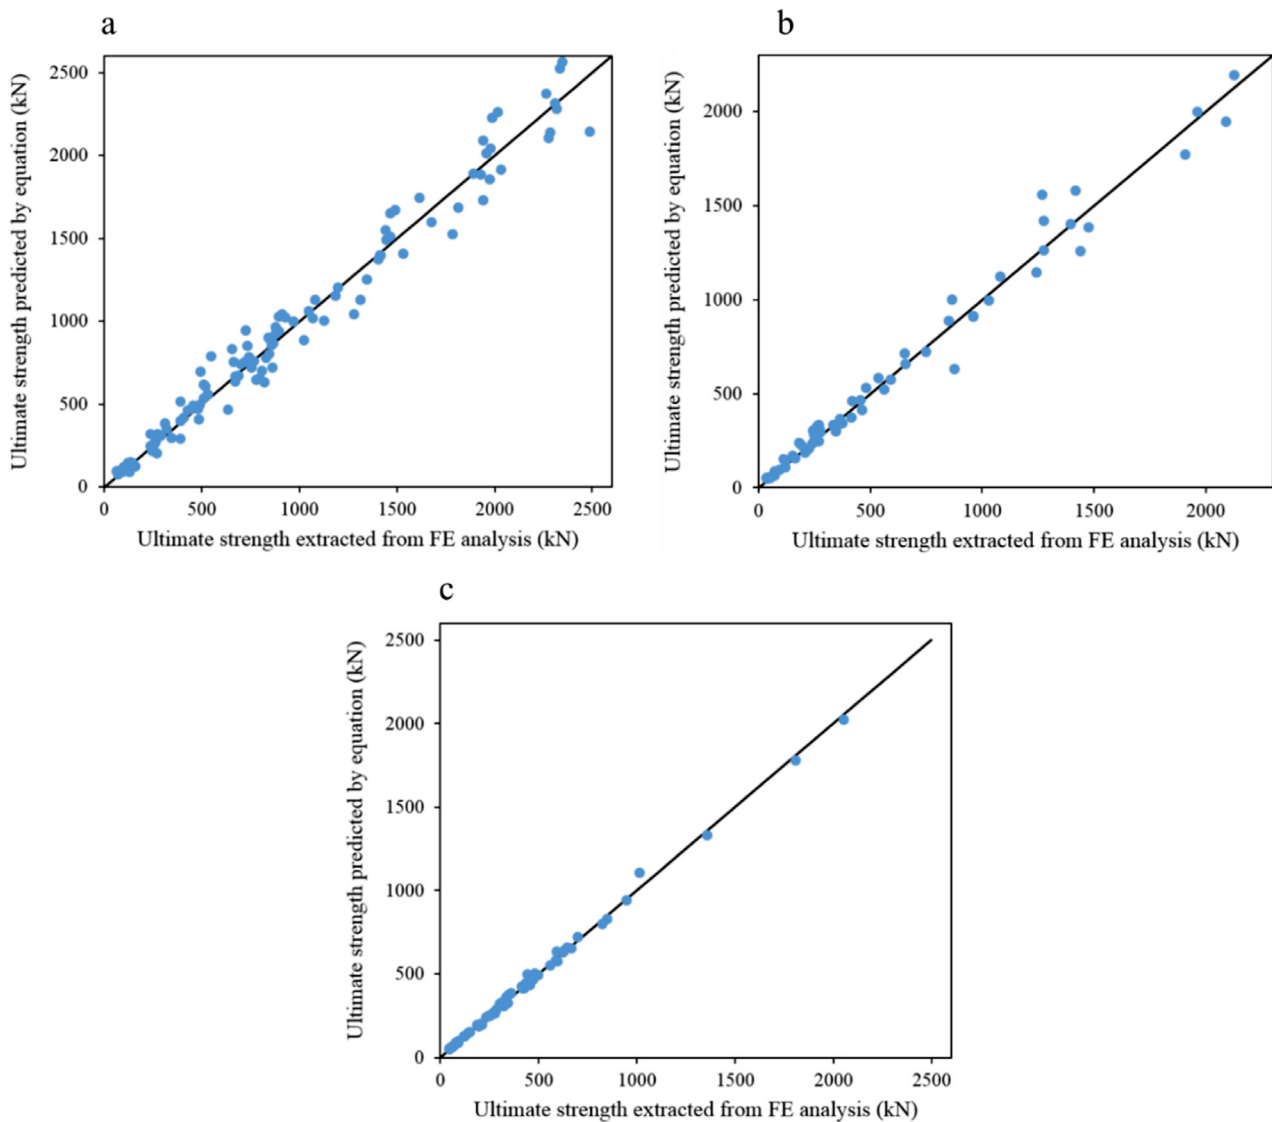 a
Ultimate strength predicted by equation (kN)
2500
2000
1500
1000
500
0
0 500 1000 1500 2000 2500
Ultimate strength extracted from FE analysis (kN)
b
Ultimate strength predicted by equation (kN)
2000
1500
1000
500
0
0 500 1000 1500 2000
Ultimate strength extracted from FE analysis (kN)
c
Ultimate strength predicted by equation (kN)
2500
2000
1500
1000
500
0
0 500 1000 1500 2000 2500
Ultimate strength extracted from FE analysis (kN)